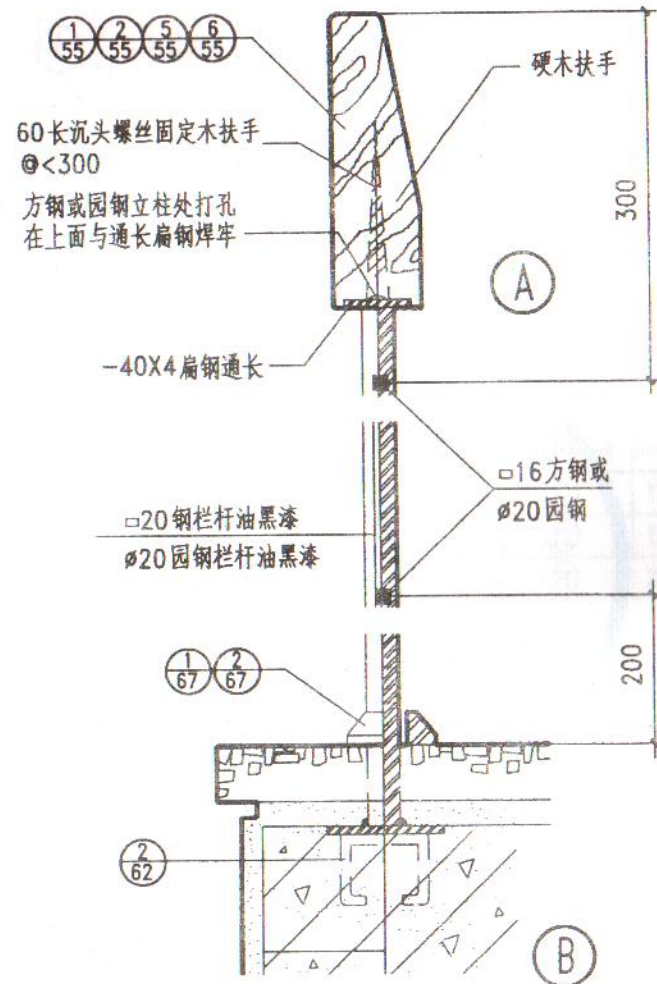 1 2 5 6
55 55 55 55
硬木扶手
60长沉头螺丝固定木扶手
@<300
方钢或园钢立柱处打孔
在上面与通长扁钢焊牢
300
A
-40X4扁钢通长
□16方钢或
ø20园钢
□20钢栏杆油黑漆
ø20园钢栏杆油黑漆
1 2
67 67
200
2
62
B